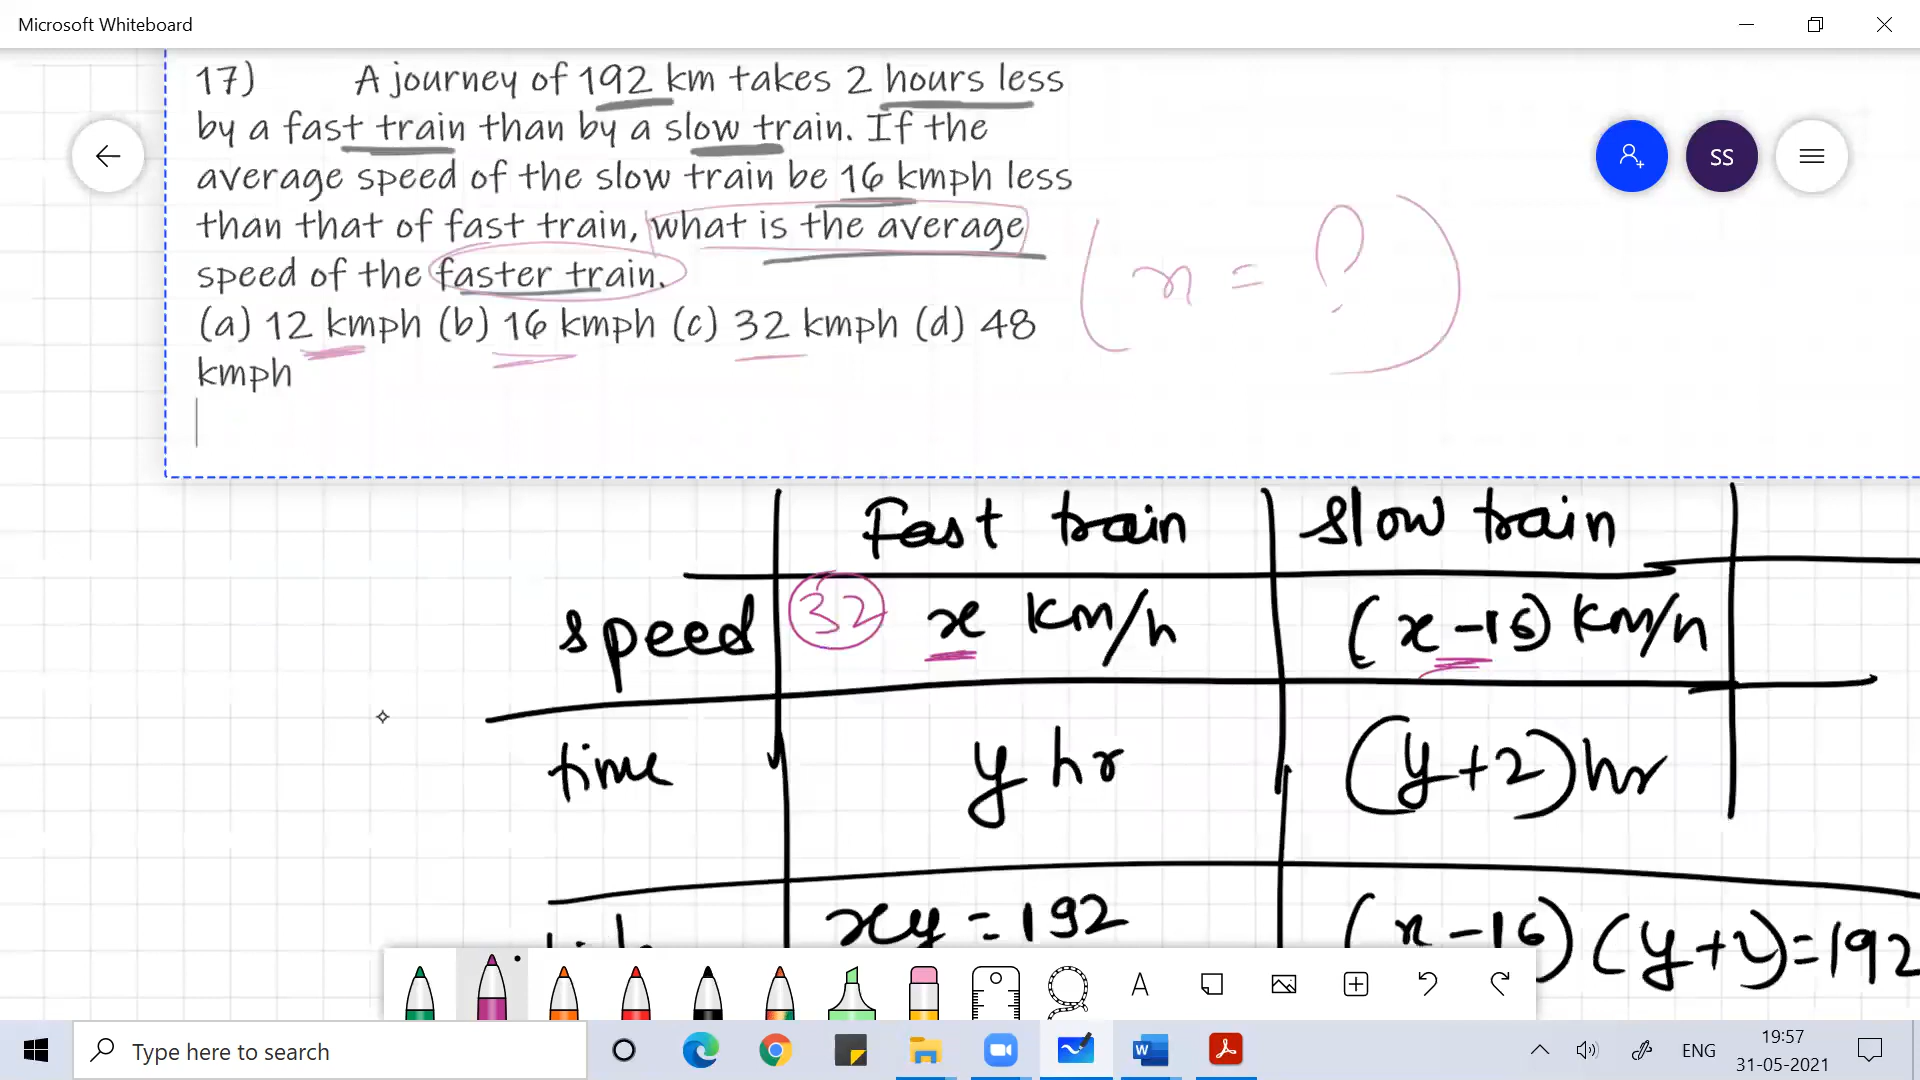 Microsoft Whiteboard
17) A journey of 192 km takes 2 hours less
by a fast train than by a slow train. If the
average speed of the slow train be 16 kmph less
than that of fast train, what is the average
speed of the faster train.
(a) 12 kmph (b) 16 kmph (c) 32 kmph (d) 48
kmph
(x = ?)
SS
Fast train slow train
speed 32 x km/h (x-16) km/h
time y hr (y+2) hr
xy = 192 (x-16) (y+2)=192
A
Type here to search
ENG
19:57
31-05-2021